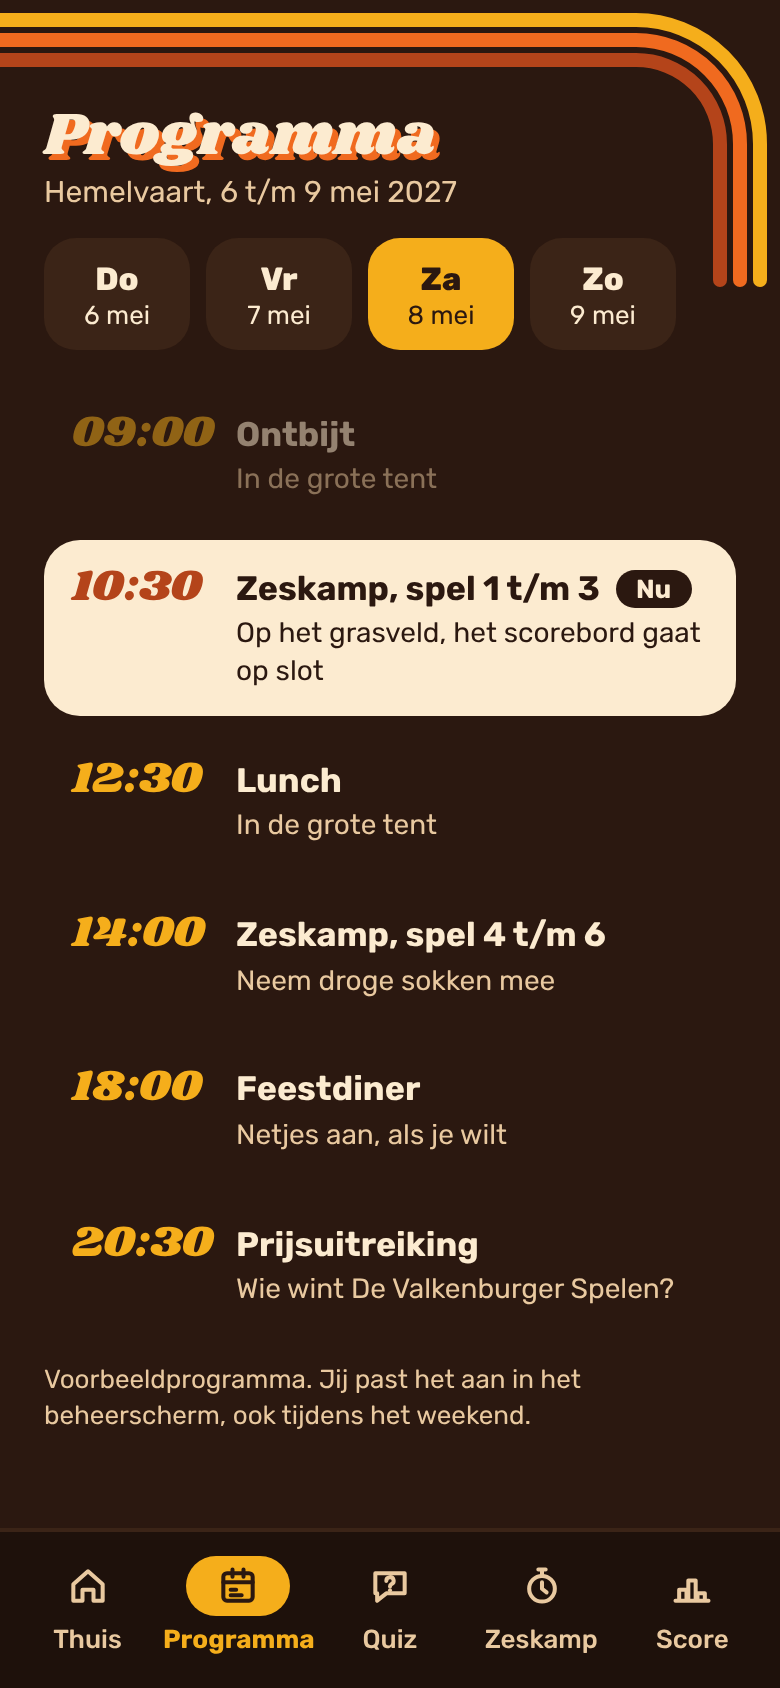 Programma
Hemelvaart, 6 t/m 9 mei 2027
Do
6 mei
Vr
7 mei
Za
8 mei
Zo
9 mei
09:00 Ontbijt
In de grote tent
10:30 Zeskamp, spel 1 t/m 3 Nu
Op het grasveld, het scorebord gaat
op slot
12:30 Lunch
In de grote tent
14:00 Zeskamp, spel 4 t/m 6
Neem droge sokken mee
18:00 Feestdiner
Netjes aan, als je wilt
20:30 Prijsuitreiking
Wie wint De Valkenburger Spelen?
Voorbeeldprogramma. Jij past het aan in het
beheerscherm, ook tijdens het weekend.
Thuis Programma Quiz Zeskamp Score